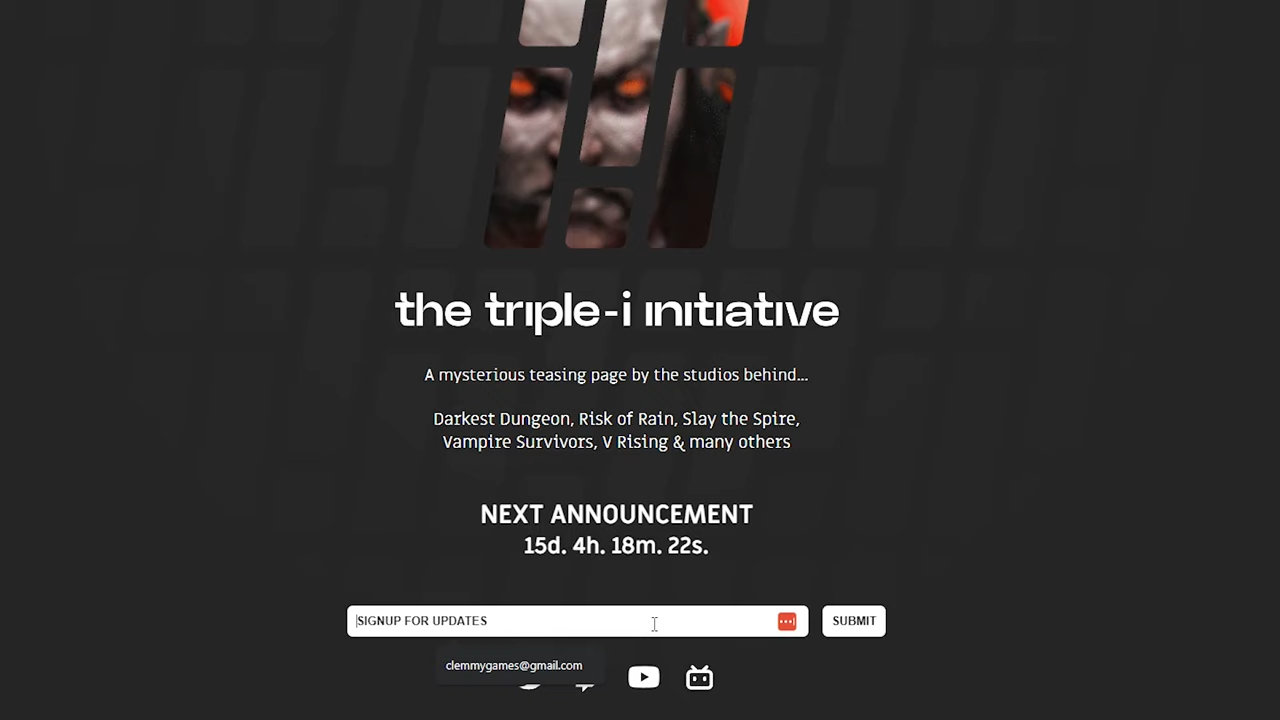 the triple-i initiative
A mysterious teasing page by the studios behind...
Darkest Dungeon, Risk of Rain, Slay the Spire,
Vampire Survivors, V Rising & many others
NEXT ANNOUNCEMENT
15d. 4h. 18m. 22s.
SIGNUP FOR UPDATES
SUBMIT
clemmygames@gmail.com